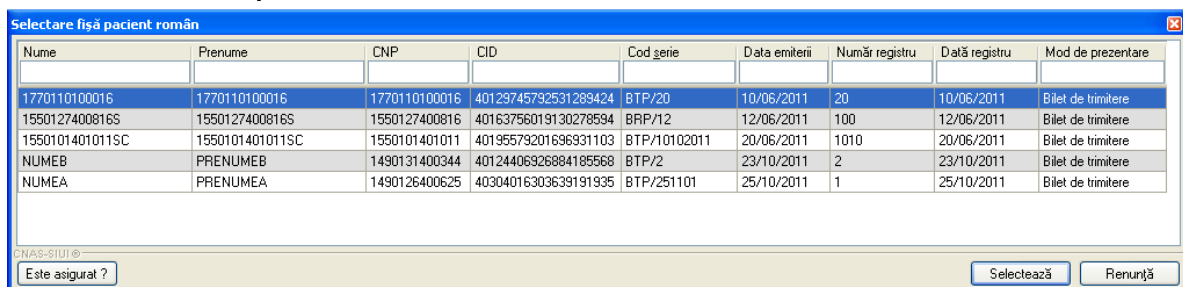 Selectare fişă pacient român
Nume Prenume CNP CID Cod serie Data emiterii Număr registru Dată registru Mod de prezentare
1770110100016 1770110100016 1770110100016 40129745792531289424 BTP/20 10/06/2011 20 10/06/2011 Bilet de trimitere
1550127400816S 1550127400816S 1550127400816 40163756019130278594 BRP/12 12/06/2011 100 12/06/2011 Bilet de trimitere
1550101401011SC 1550101401011SC 1550101401011 40195579201696931103 BTP/10102011 20/06/2011 1010 20/06/2011 Bilet de trimitere
NUMEB PRENUMEB 1490131400344 40124406926884185568 BTP/2 23/10/2011 2 23/10/2011 Bilet de trimitere
NUMEA PRENUMEA 1490126400625 40304016303639191935 BTP/251101 25/10/2011 1 25/10/2011 Bilet de trimitere
CNAS-SIUI ®
Este asigurat ? Selectează Renunţă